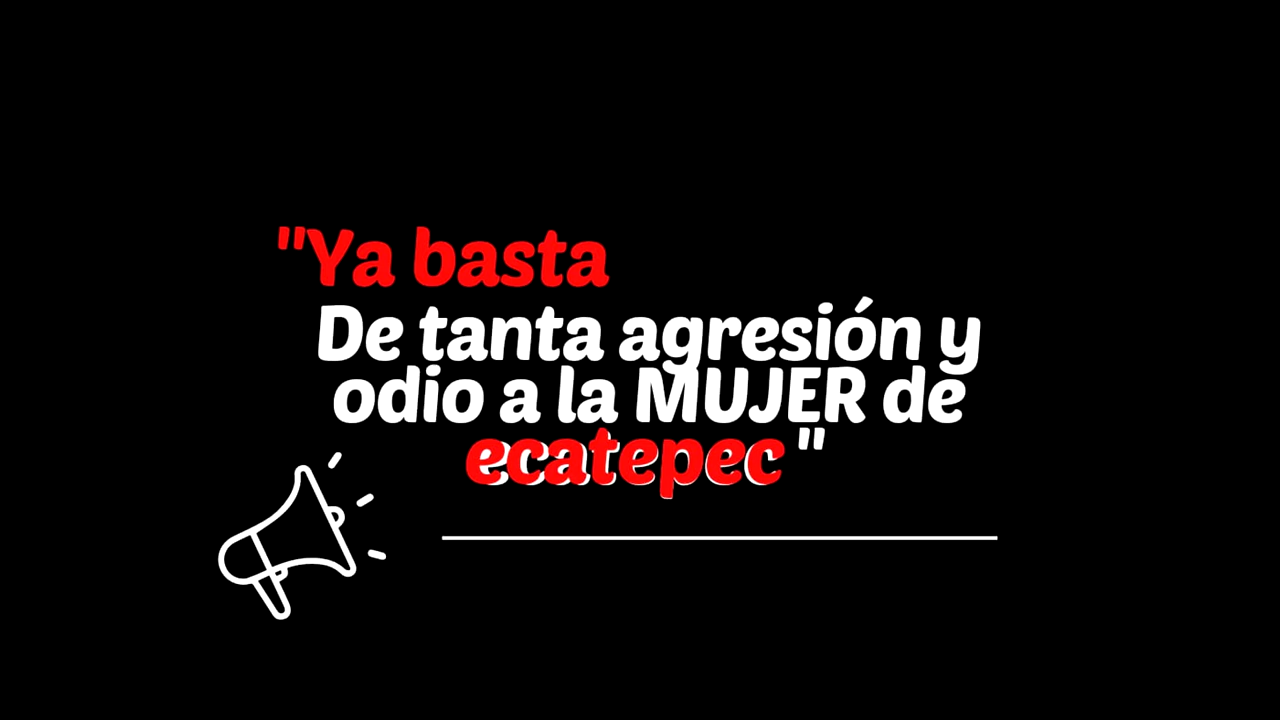 "Ya basta
De tanta agresión y
odio a la MUJER de
ecatepec "